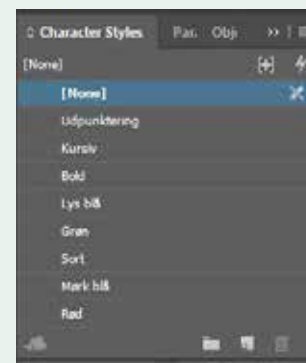 Character Styles Par. Obj
[None]
[None]
Udpunktering
Kursiv
Bold
Lys blå
Grøn
Sort
Mørk blå
Rød